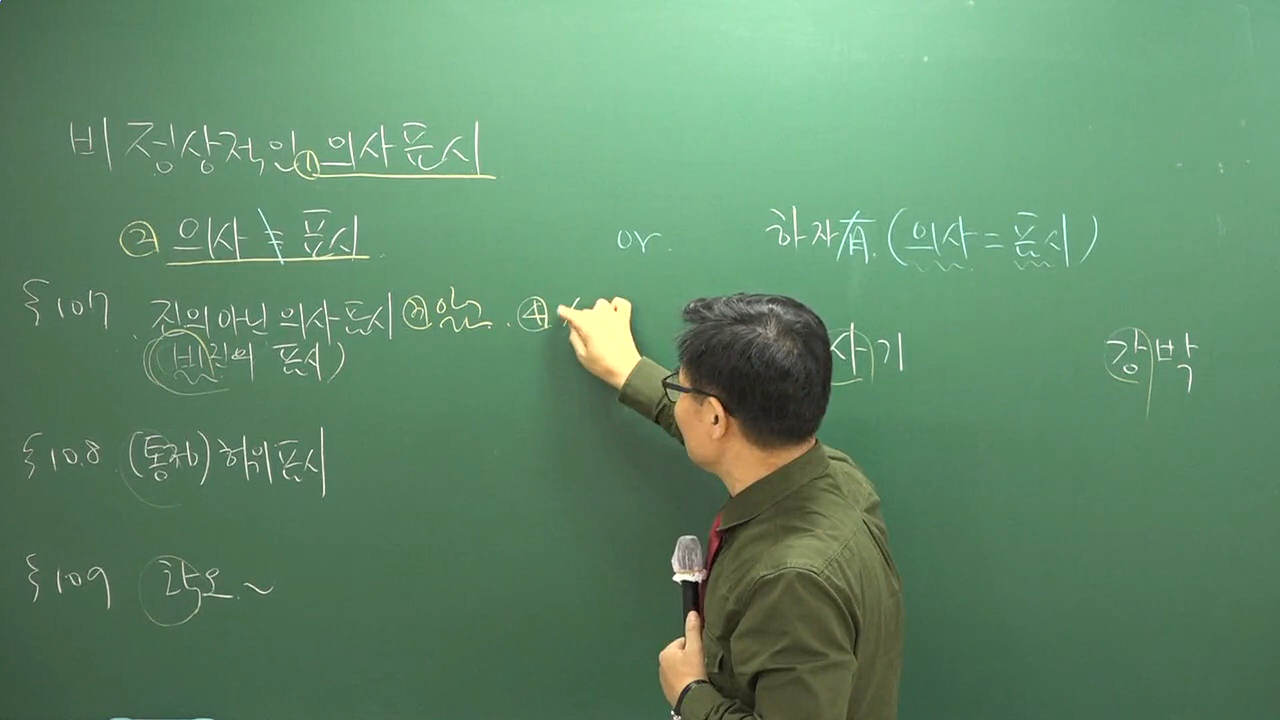 비정상적인 ① 의사표시
② 의사 ≠ 표시 or. 하자有.(의사 = 표시)
§107 진의 아닌 의사표시 ③ 알고. ④
(비진의 표시) 사기 강박
§108 (통정)허위표시
§109 착오.~